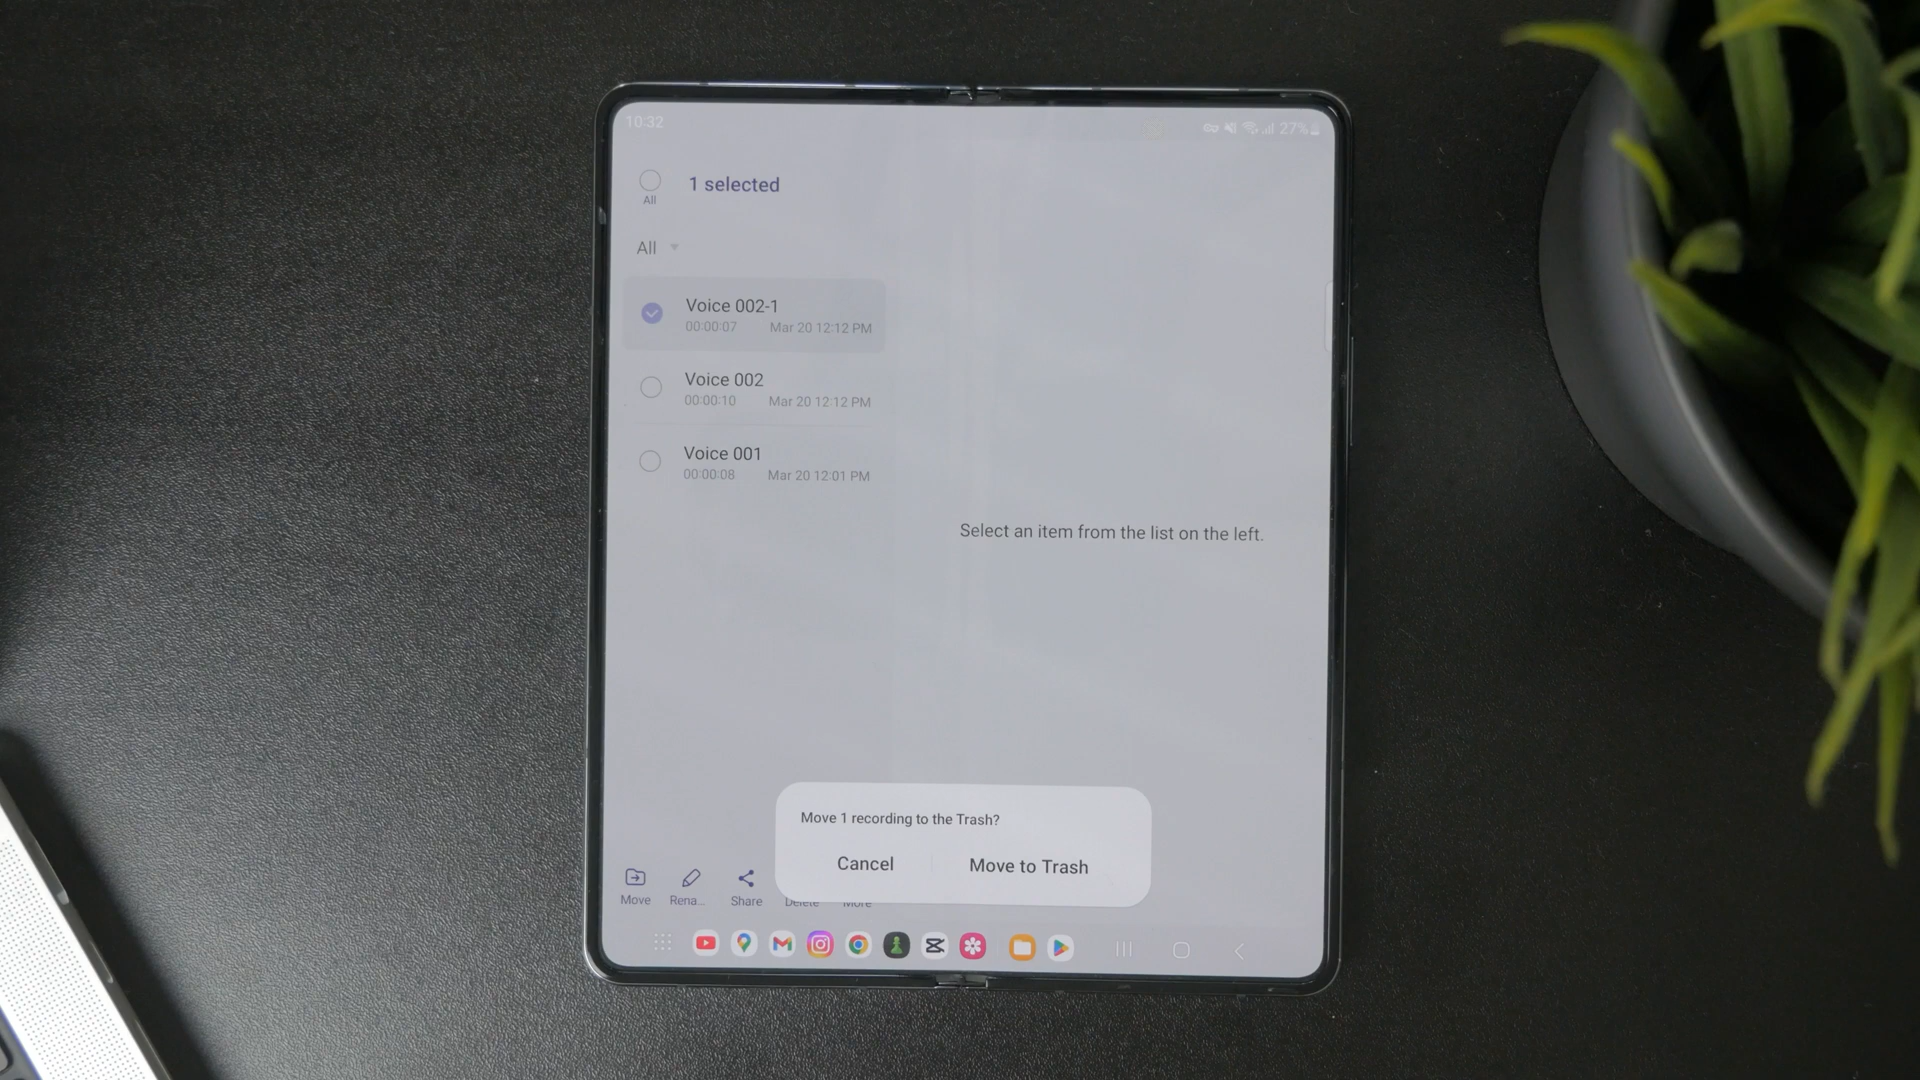 10:32
27%
1 selected
All
All
Voice 002-1
00:00:07 Mar 20 12:12 PM
Voice 002
00:00:10 Mar 20 12:12 PM
Voice 001
00:00:08 Mar 20 12:01 PM
Select an item from the list on the left.
Move 1 recording to the Trash?
Cancel Move to Trash
Move Rena... Share Delete More